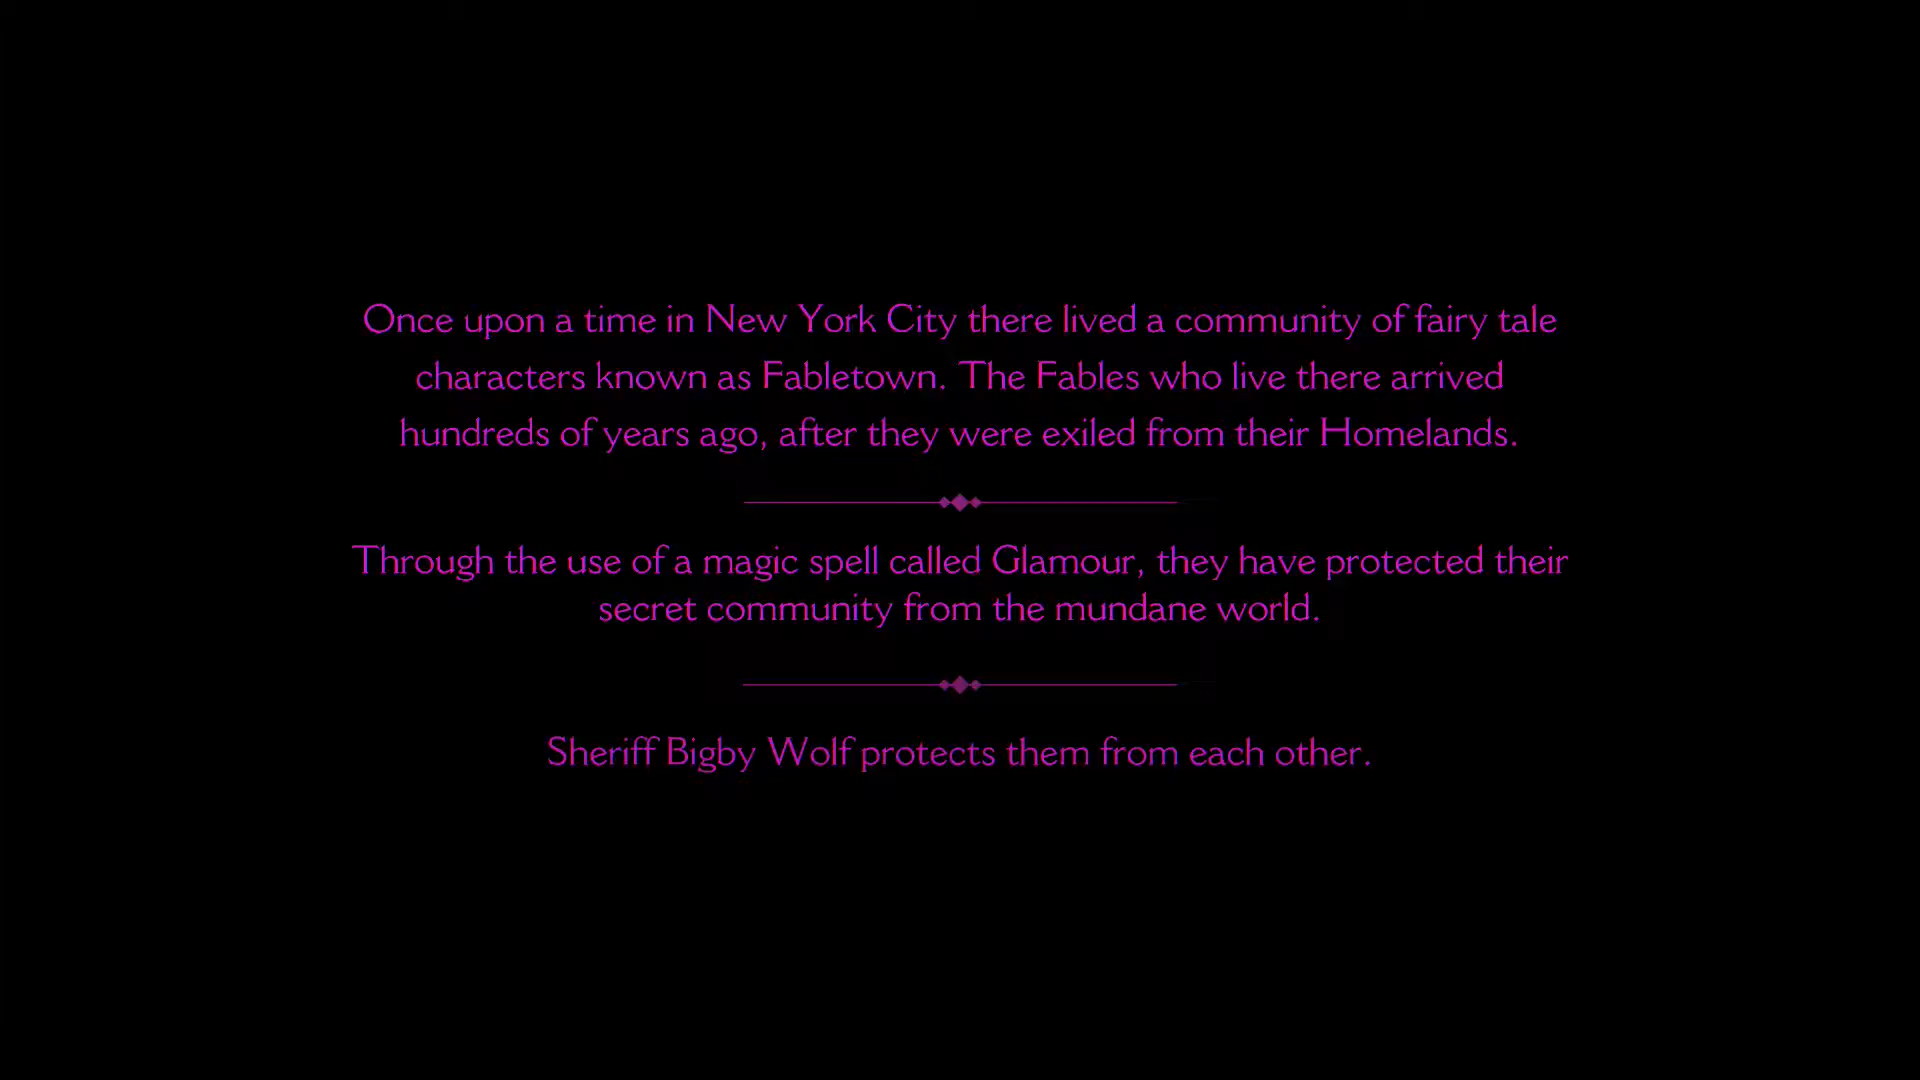 Once upon a time in New York City there lived a community of fairy tale
characters known as Fabletown. The Fables who live there arrived
hundreds of years ago, after they were exiled from their Homelands.
Through the use of a magic spell called Glamour, they have protected their
secret community from the mundane world.
Sheriff Bigby Wolf protects them from each other.